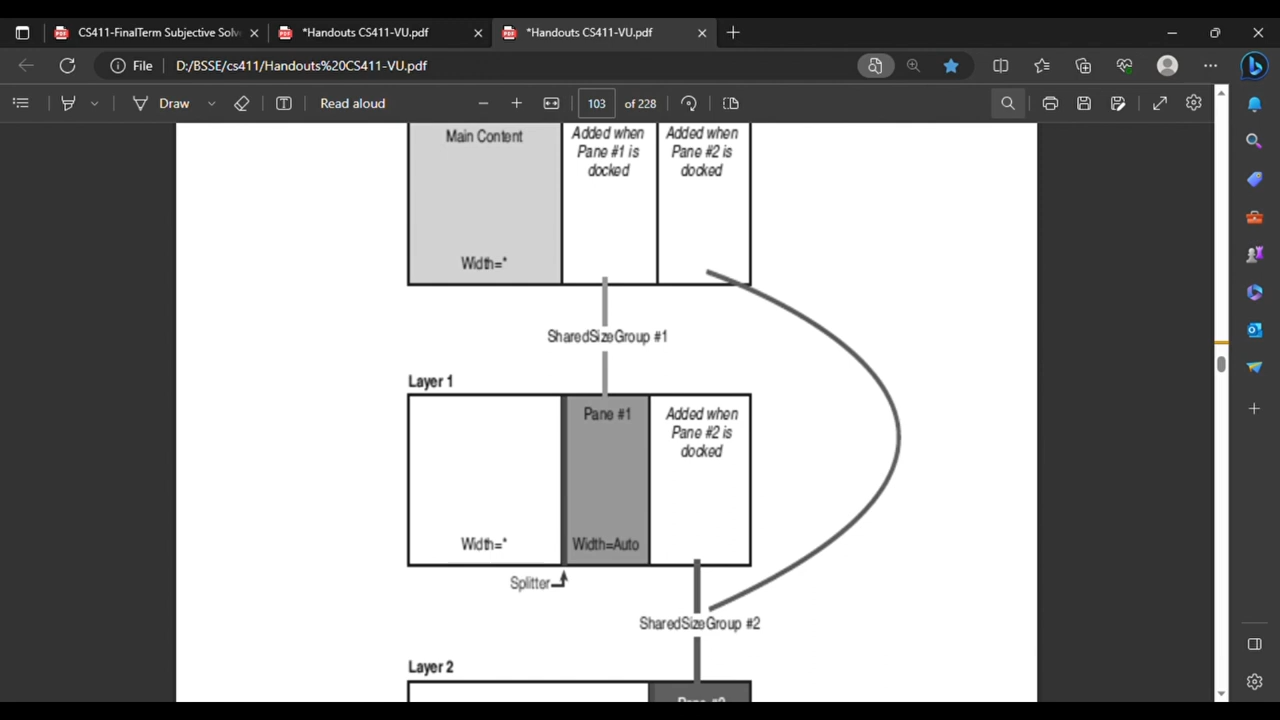 CS411-FinalTerm Subjective Solv
*Handouts CS411-VU.pdf
*Handouts CS411-VU.pdf
File
D:/BSSE/cs411/Handouts%20CS411-VU.pdf
Draw
Read aloud
103
of 228
Main Content
Added when
Pane #1 is
docked
Added when
Pane #2 is
docked
Width=*
SharedSizeGroup #1
Layer 1
Pane #1
Added when
Pane #2 is
docked
Width=*
Width=Auto
Splitter
SharedSizeGroup #2
Layer 2
Pane #2